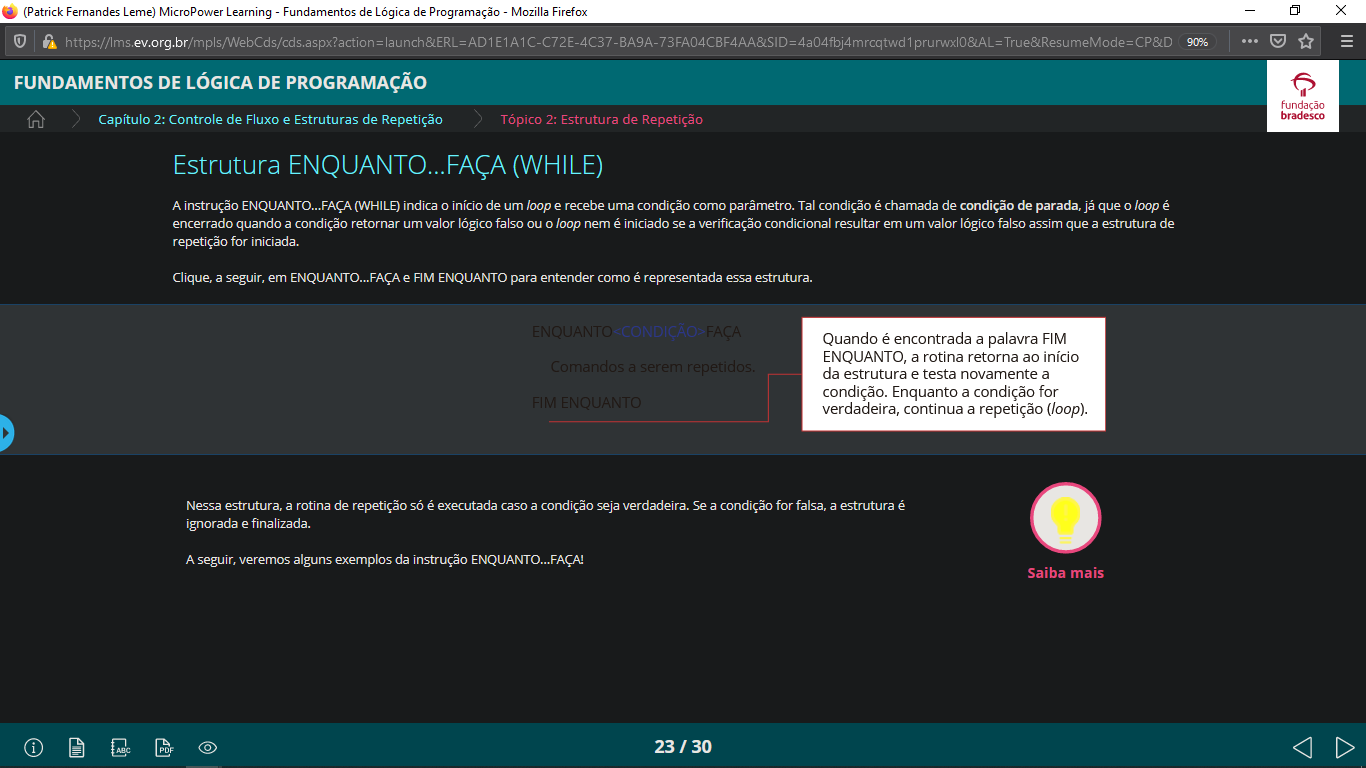 (Patrick Fernandes Leme) MicroPower Learning - Fundamentos de Lógica de Programação - Mozilla Firefox
https://lms.ev.org.br/mpls/WebCds/cds.aspx?action=launch&ERL=AD1E1A1C-C72E-4C37-BA9A-73FA04CBF4AA&SID=4a04fbj4mrcqtwd1prurwxl0&AL=True&ResumeMode=CP&D 90%
FUNDAMENTOS DE LÓGICA DE PROGRAMAÇÃO
fundação
bradesco
Capítulo 2: Controle de Fluxo e Estruturas de Repetição Tópico 2: Estrutura de Repetição
Estrutura ENQUANTO...FAÇA (WHILE)
A instrução ENQUANTO...FAÇA (WHILE) indica o início de um loop e recebe uma condição como parâmetro. Tal condição é chamada de condição de parada, já que o loop é
encerrado quando a condição retornar um valor lógico falso ou o loop nem é iniciado se a verificação condicional resultar em um valor lógico falso assim que a estrutura de
repetição for iniciada.
Clique, a seguir, em ENQUANTO...FAÇA e FIM ENQUANTO para entender como é representada essa estrutura.
ENQUANTO<CONDIÇÃO>FAÇA
Comandos a serem repetidos.
FIM ENQUANTO
Quando é encontrada a palavra FIM
ENQUANTO, a rotina retorna ao início
da estrutura e testa novamente a
condição. Enquanto a condição for
verdadeira, continua a repetição (loop).
Nessa estrutura, a rotina de repetição só é executada caso a condição seja verdadeira. Se a condição for falsa, a estrutura é
ignorada e finalizada.
A seguir, veremos alguns exemplos da instrução ENQUANTO...FAÇA!
Saiba mais
ABC
PDF
23 / 30